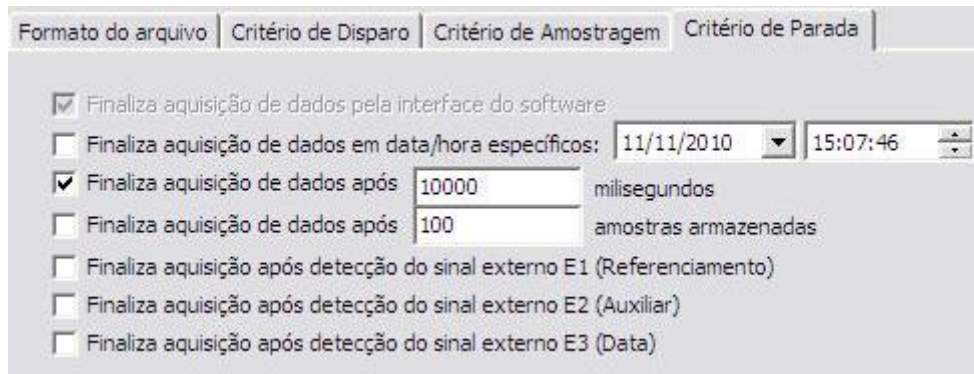 Formato do arquivo Critério de Disparo Critério de Amostragem Critério de Parada
Finaliza aquisição de dados pela interface do software
Finaliza aquisição de dados em data/hora específicos: 11/11/2010 15:07:46
Finaliza aquisição de dados após 10000 milisegundos
Finaliza aquisição de dados após 100 amostras armazenadas
Finaliza aquisição após detecção do sinal externo E1 (Referenciamento)
Finaliza aquisição após detecção do sinal externo E2 (Auxiliar)
Finaliza aquisição após detecção do sinal externo E3 (Data)